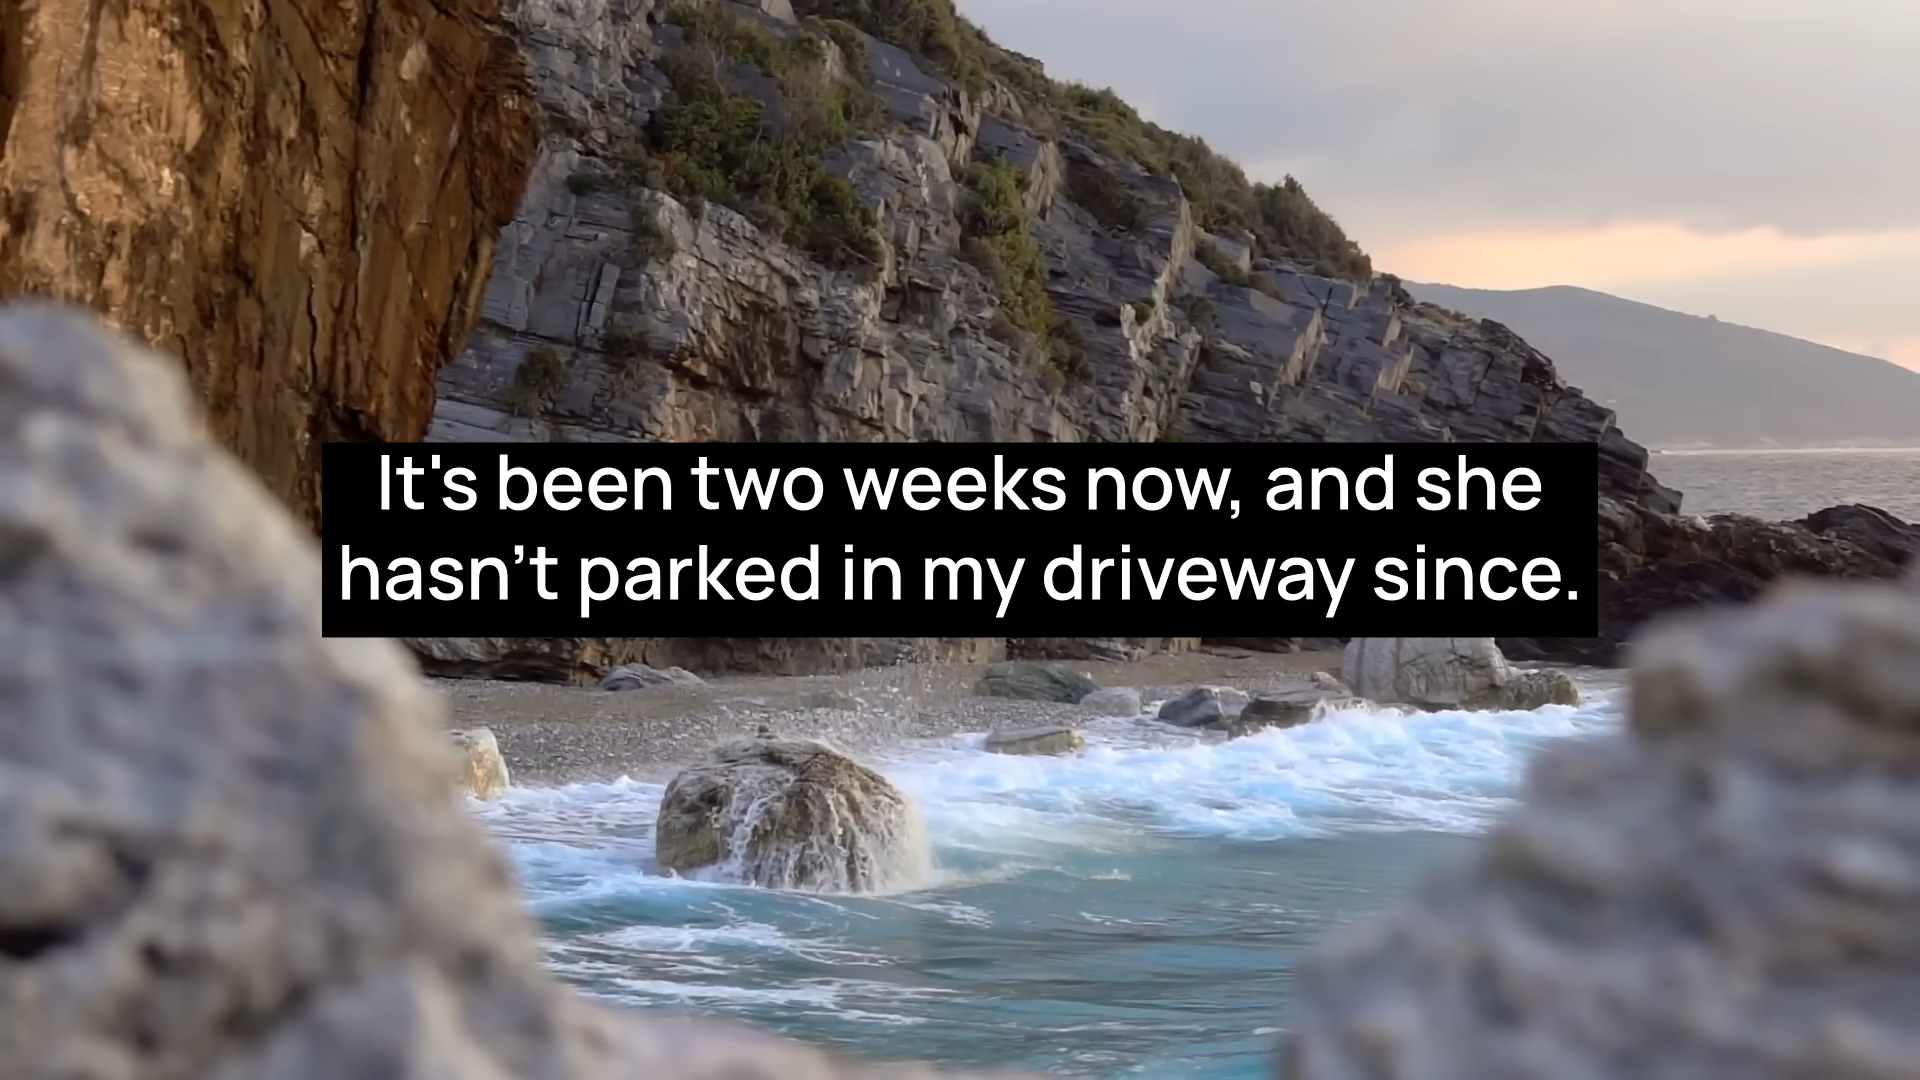 It's been two weeks now, and she
hasn’t parked in my driveway since.